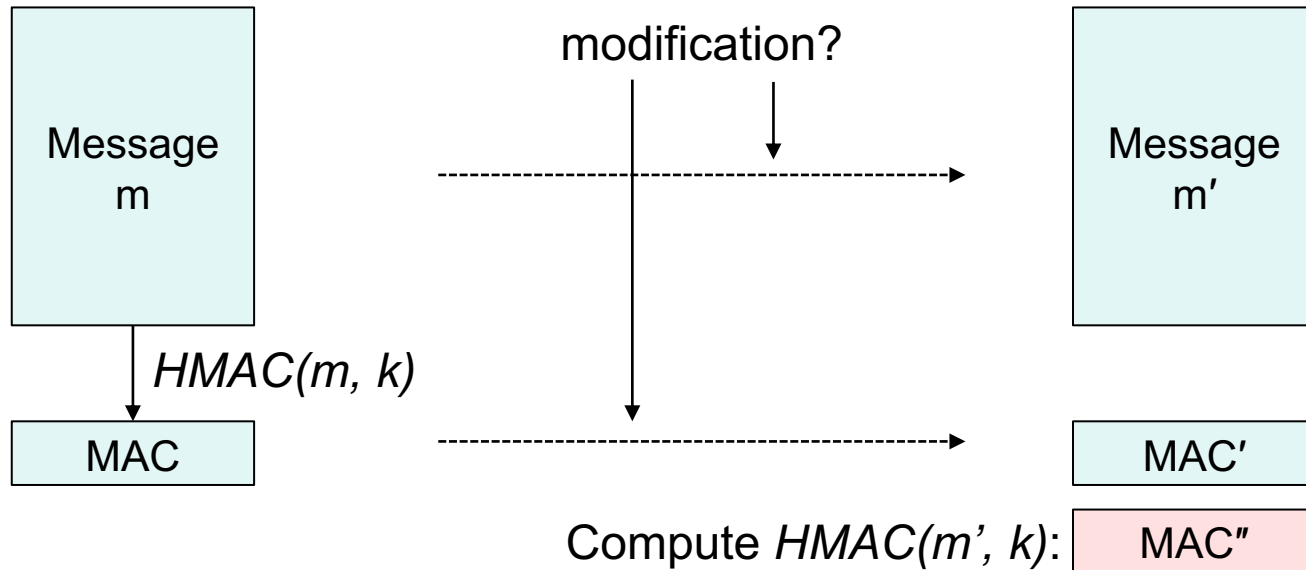 modification?
Message
m
Message
m′
HMAC(m, k)
MAC
MAC′
Compute HMAC(m’, k):
MAC″